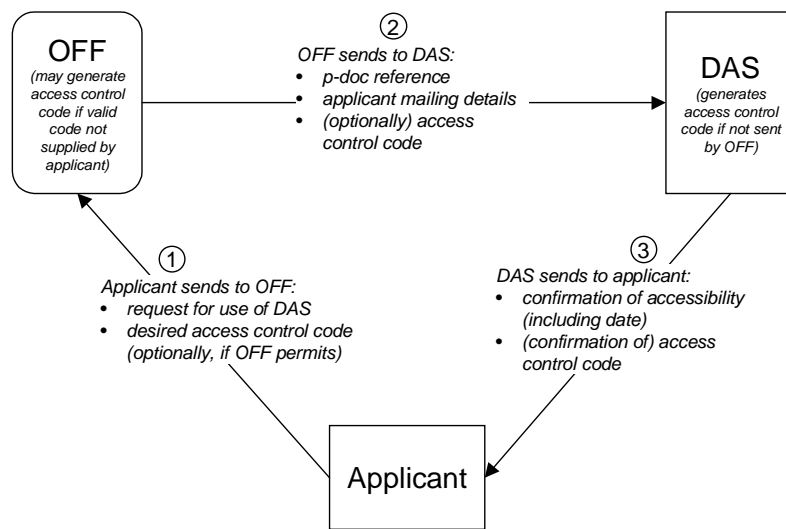 OFF
(may generate
access control
code if valid
code not
supplied by
applicant)
2
OFF sends to DAS:
• p-doc reference
• applicant mailing details
• (optionally) access
control code
DAS
(generates
access control
code if not sent
by OFF)
1
Applicant sends to OFF:
• request for use of DAS
• desired access control code
(optionally, if OFF permits)
3
DAS sends to applicant:
• confirmation of accessibility
(including date)
• (confirmation of) access
control code
Applicant